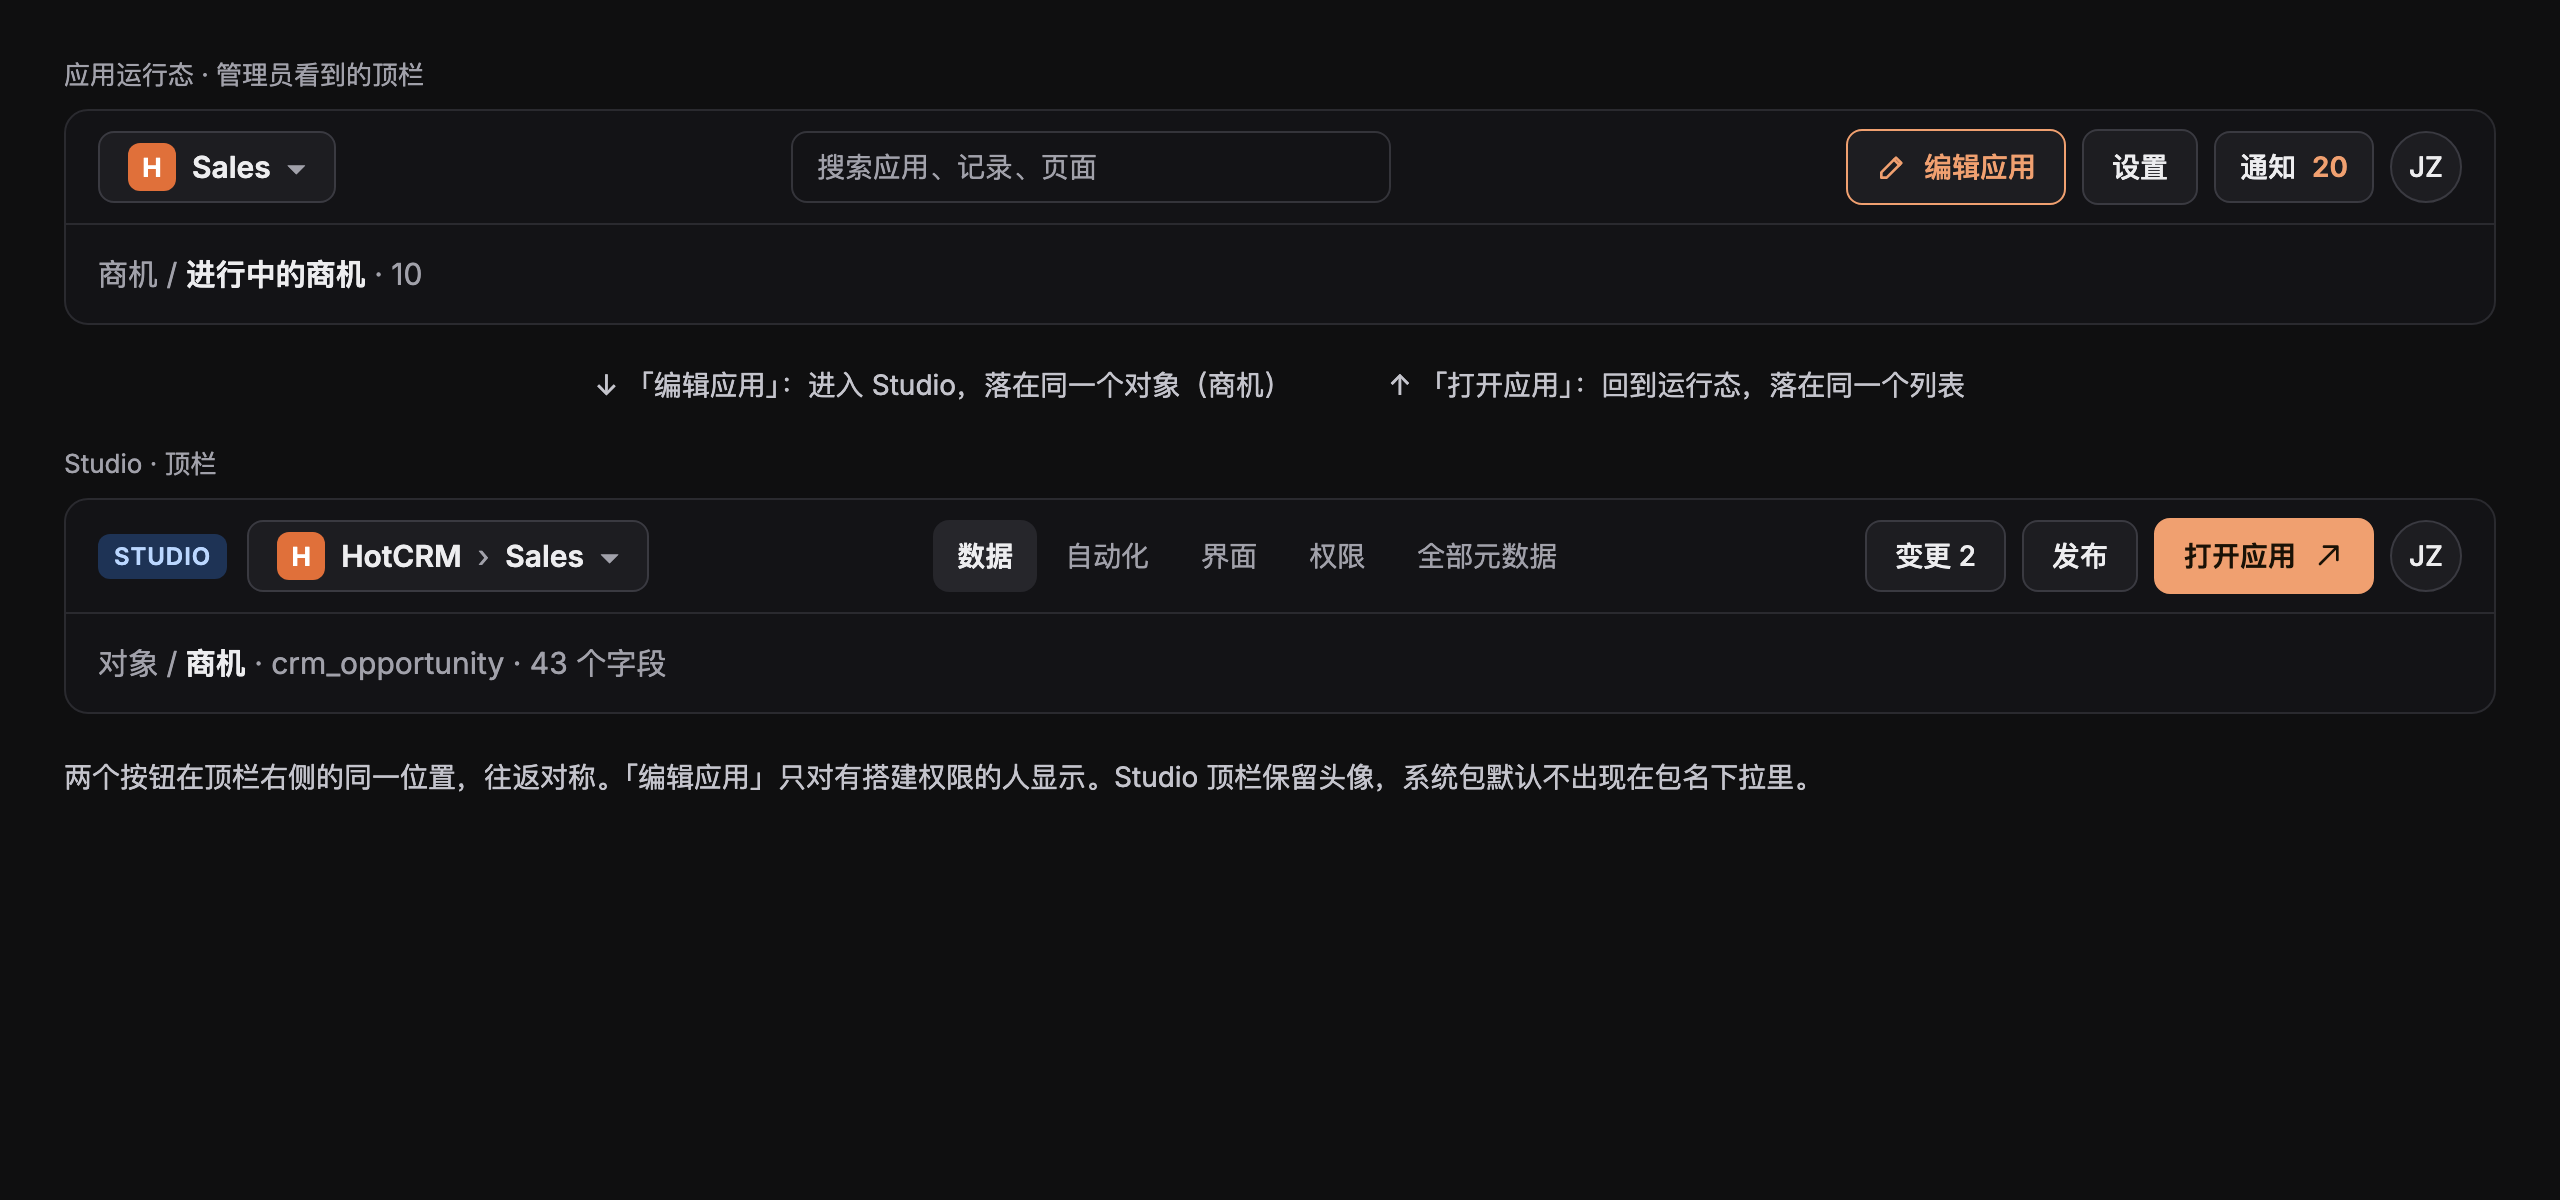 应用运行态 · 管理员看到的顶栏
H Sales 搜索应用、记录、页面 编辑应用 设置 通知 20 JZ
商机 / 进行中的商机 · 10
↓ 「编辑应用」：进入 Studio，落在同一个对象（商机） ↑ 「打开应用」：回到运行态，落在同一个列表
Studio · 顶栏
STUDIO H HotCRM › Sales 数据 自动化 界面 权限 全部元数据 变更 2 发布 打开应用 ↗ JZ
对象 / 商机 · crm_opportunity · 43 个字段
两个按钮在顶栏右侧的同一位置，往返对称。「编辑应用」只对有搭建权限的人显示。Studio 顶栏保留头像，系统包默认不出现在包名下拉里。